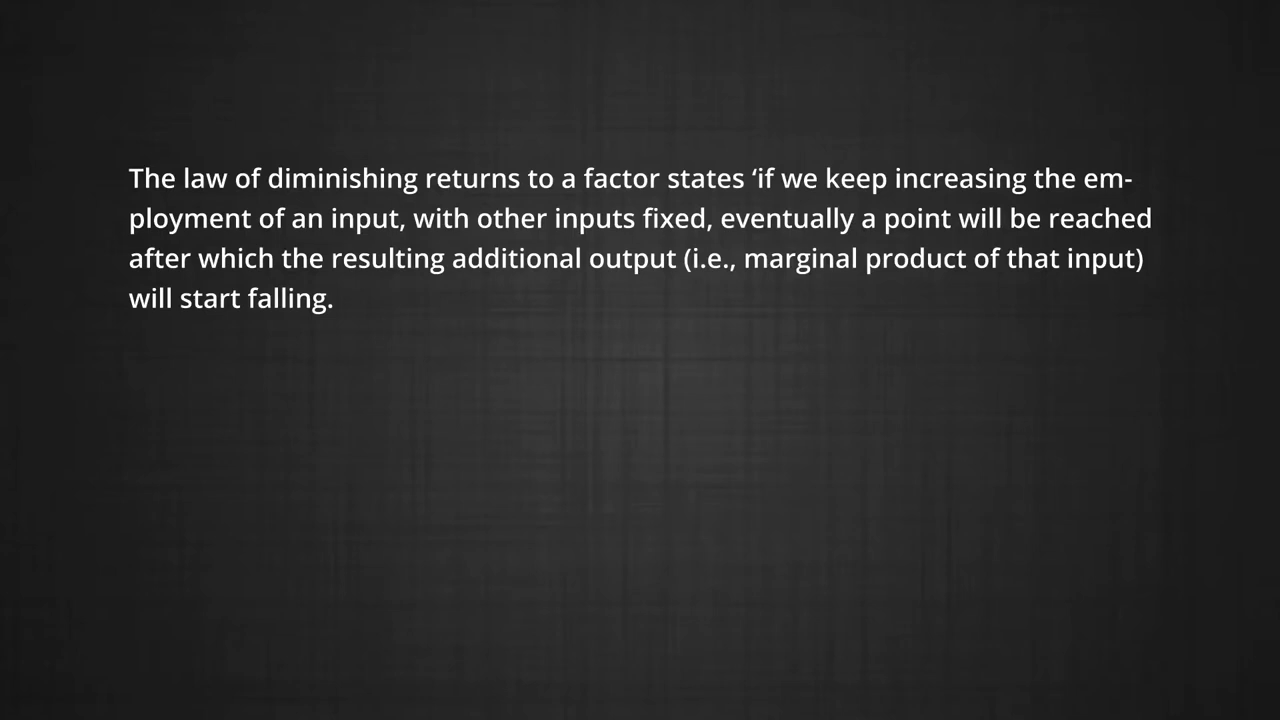 The law of diminishing returns to a factor states ‘if we keep increasing the em-
ployment of an input, with other inputs fixed, eventually a point will be reached
after which the resulting additional output (i.e., marginal product of that input)
will start falling.